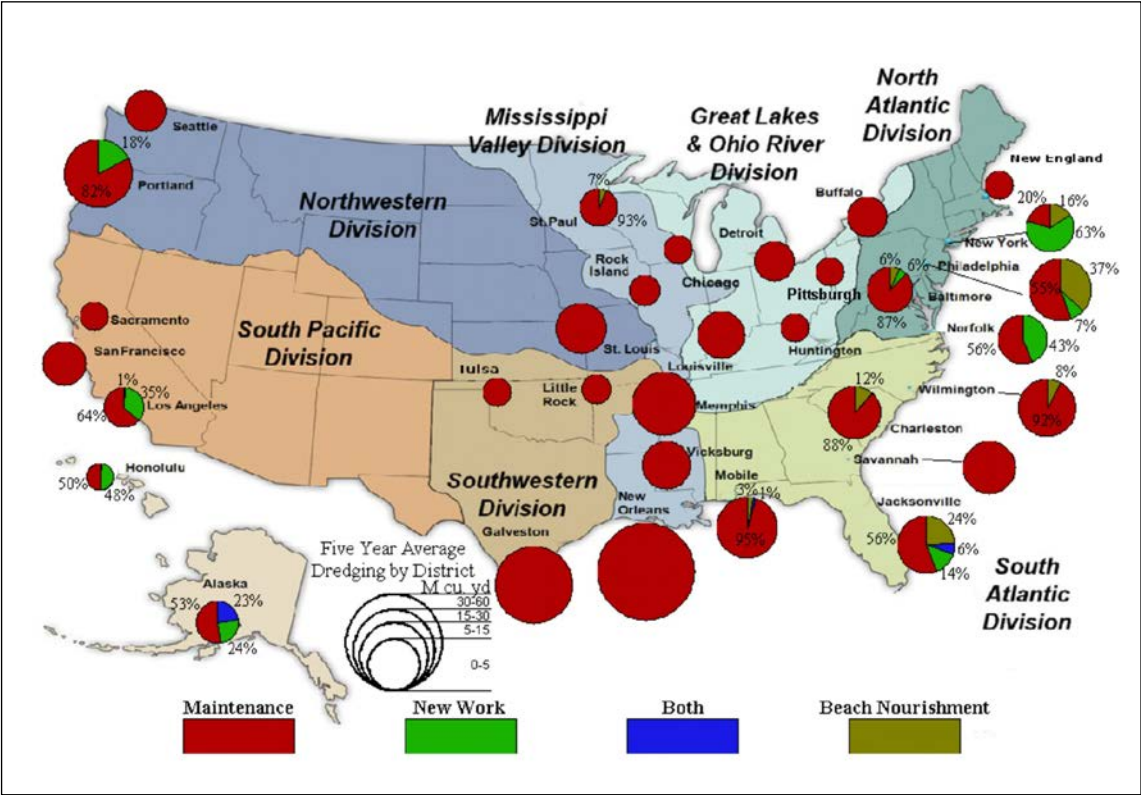 North
Atlantic
Division
Mississippi
Valley Division
Great Lakes
& Ohio River
Division
Seattle
18%
Portland
82%
Northwestern
Division
7%
St.Paul
93%
Rock
Island
Chicago
Detroit
Buffalo
Pittsburgh
Huntington
New England
20%
16%
New York
63%
Philadelphia
37%
55%
7%
6%
6%
Baltimore
87%
Norfolk
56%
43%
Sacramento
San Francisco
South Pacific
Division
1%
35%
Los Angeles
64%
St. Louis
Louisville
Tulsa
Little
Rock
Memphis
12%
88%
Charleston
8%
Wilmington
92%
Savannah
Honolulu
50%
48%
Southwestern
Division
Galveston
Vicksburg
New
Orleans
Mobile
3%
1%
95%
Jacksonville
56%
24%
6%
14%
South
Atlantic
Division
Alaska
53%
23%
24%
Five Year Average
Dredging by District
M cu. yd
30-60
15-30
5-15
0-5
Maintenance
New Work
Both
Beach Nourishment